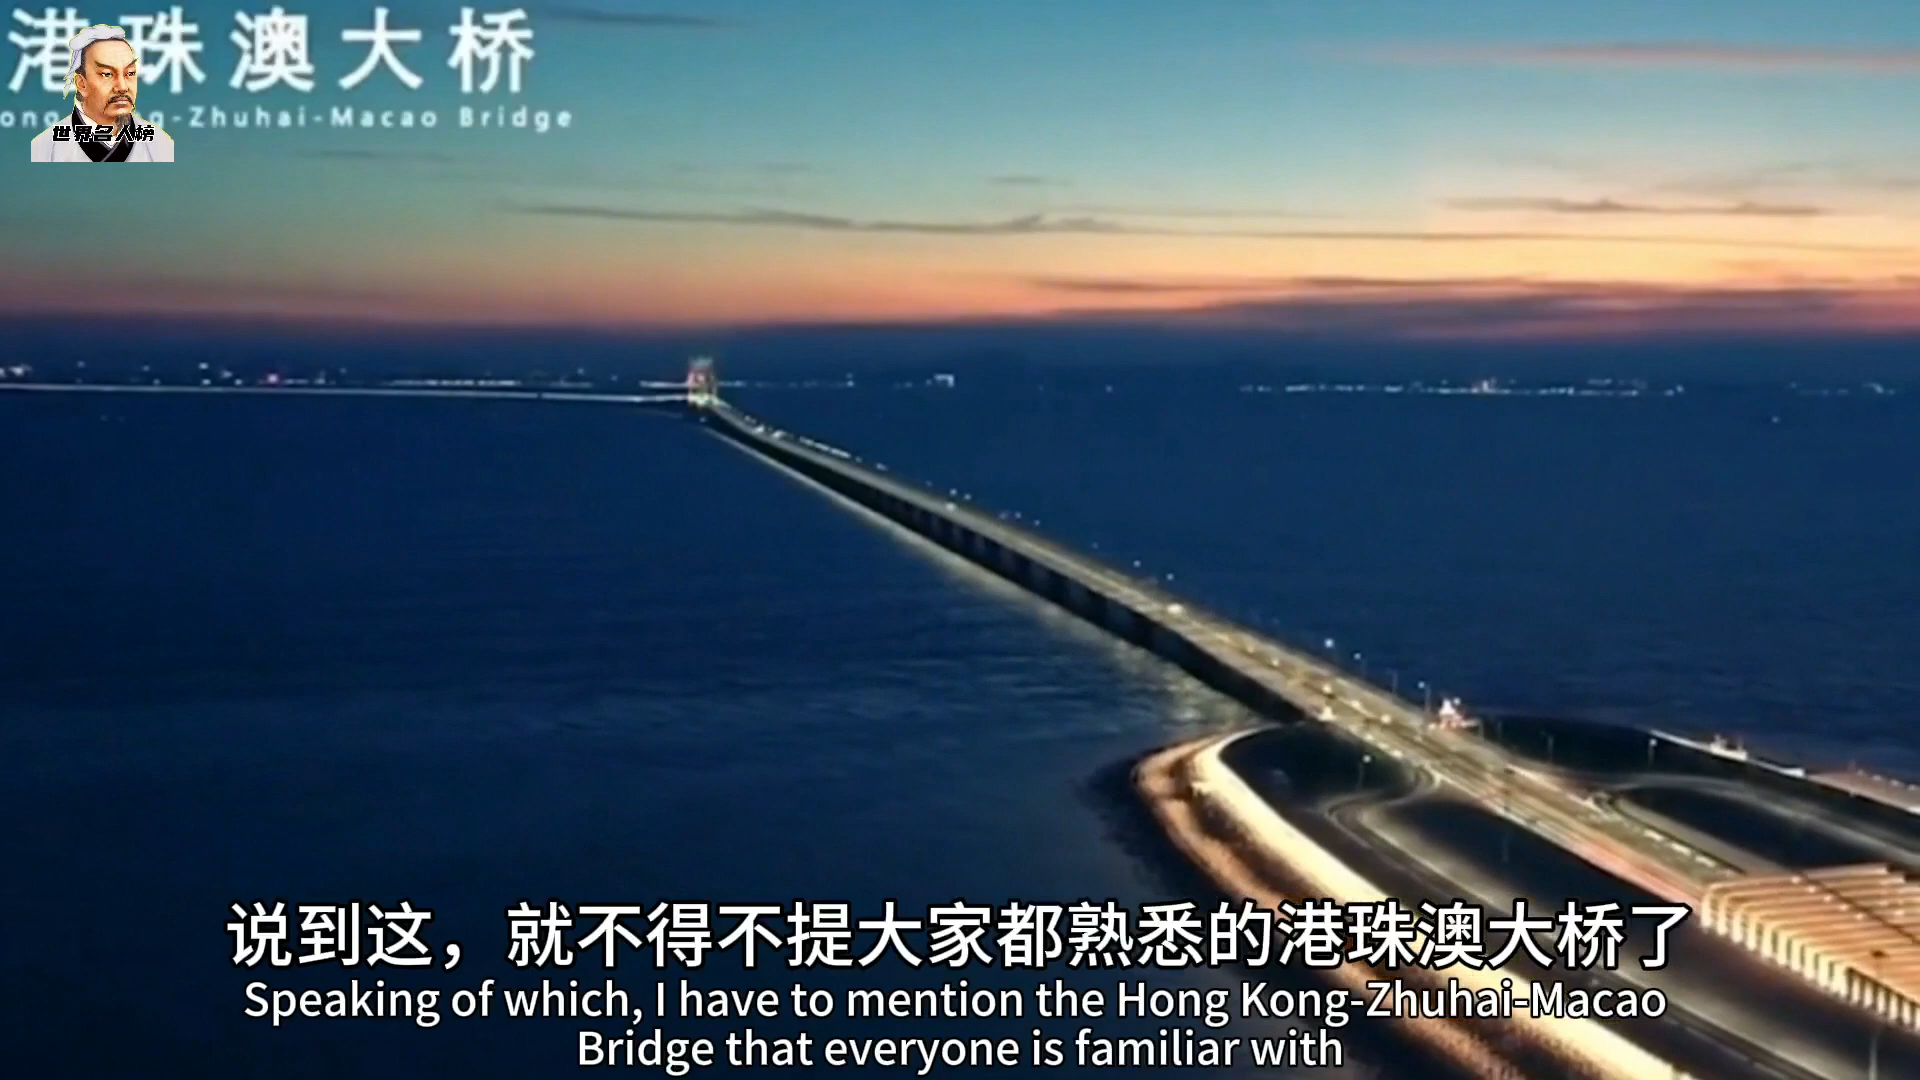 港珠澳大桥
ong-Zhuhai-Macao Bridge
世界名人榜
说到这，就不得不提大家都熟悉的港珠澳大桥了
Speaking of which, I have to mention the Hong Kong-Zhuhai-Macao
Bridge that everyone is familiar with